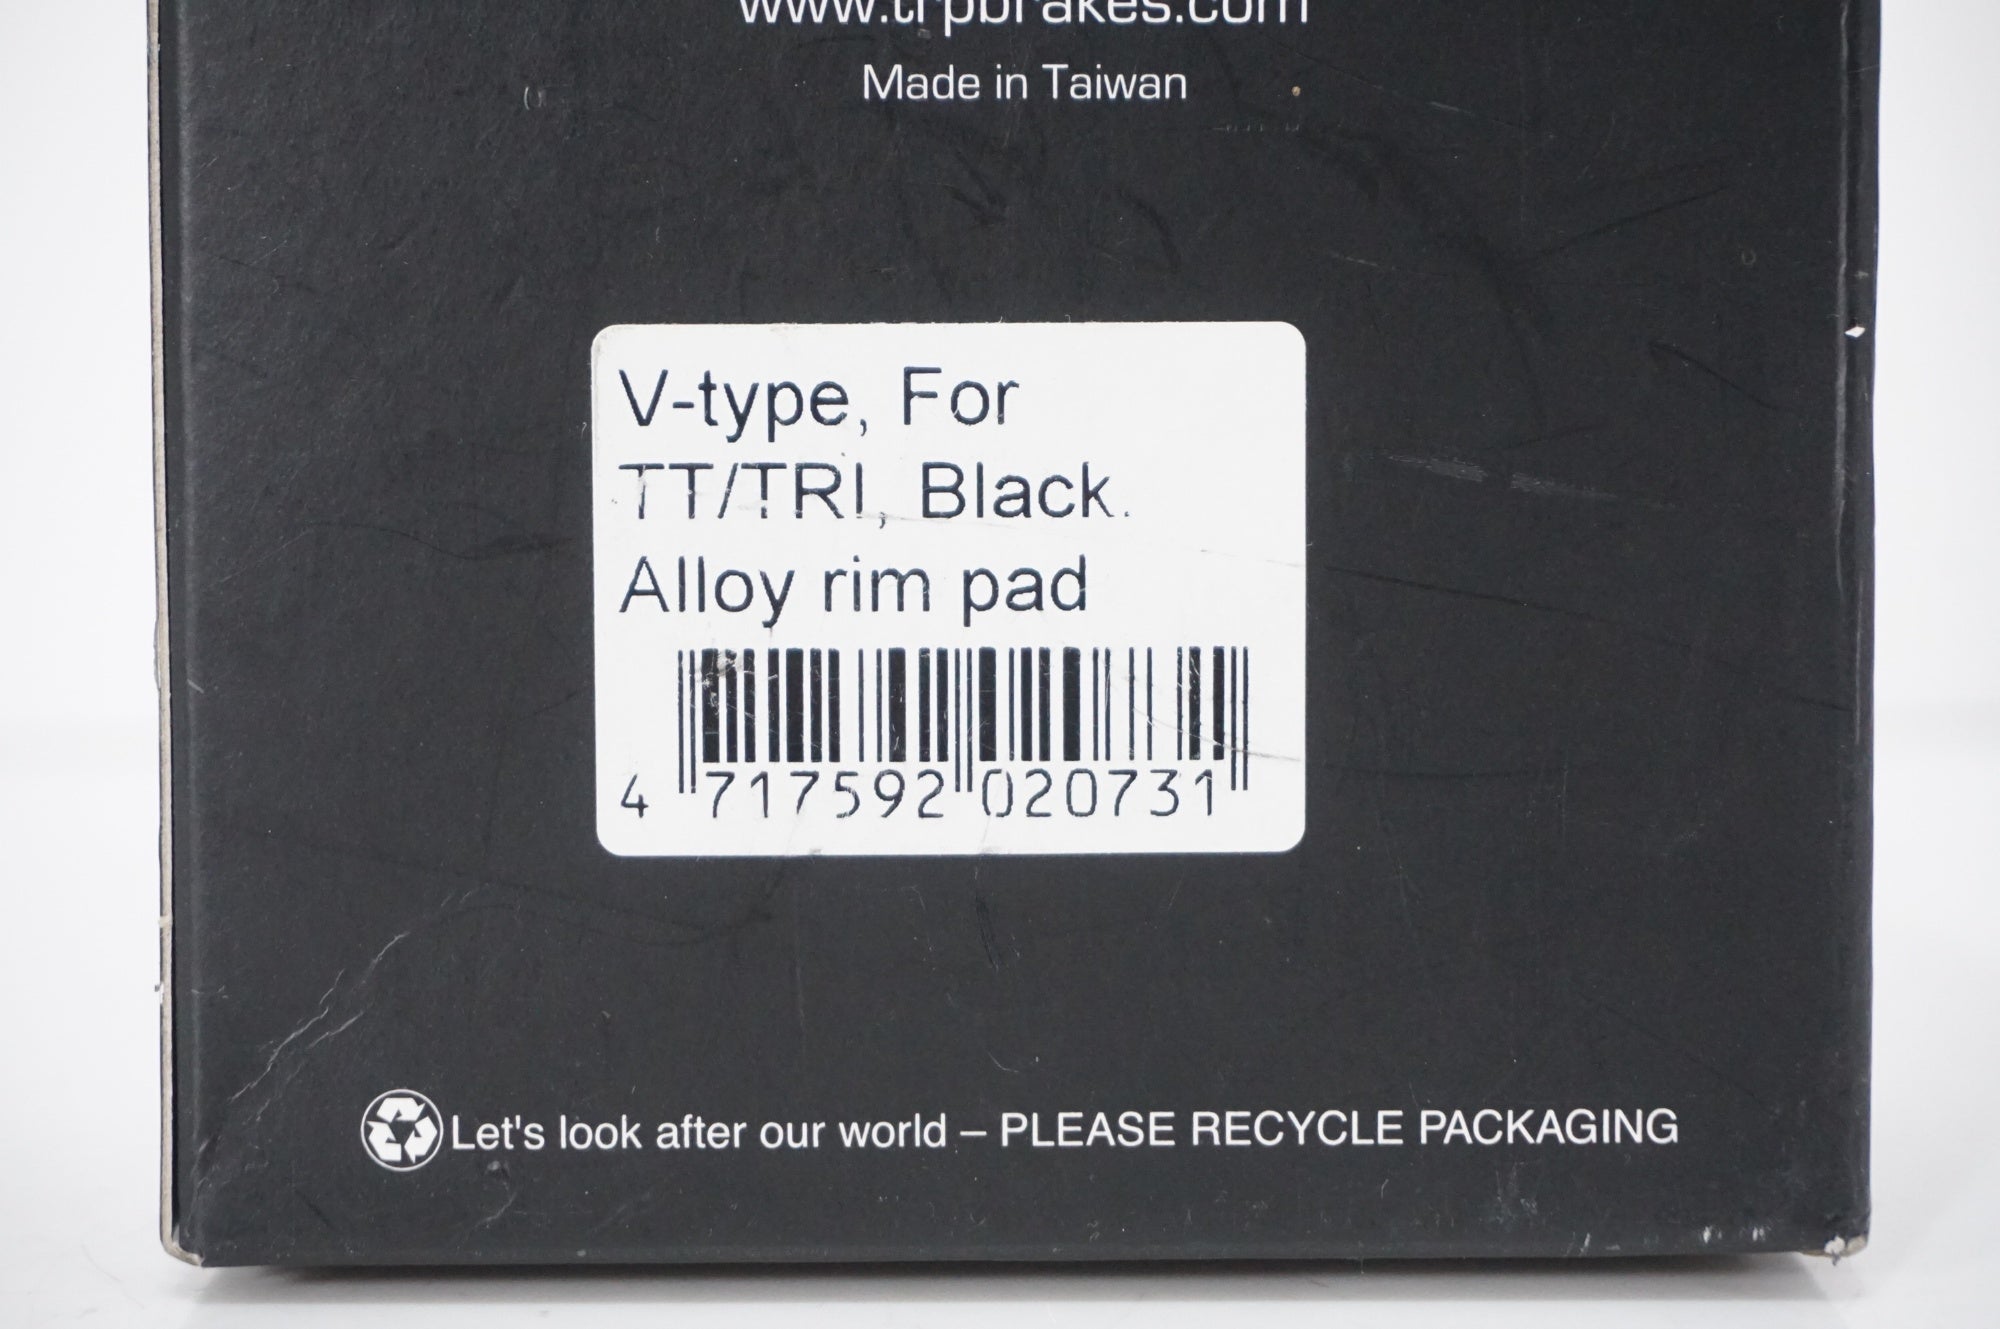 www.trpbrakes.com
Made in Taiwan
V-type, For
TT/TRI, Black.
Alloy rim pad
4 717592 020731
Let's look after our world – PLEASE RECYCLE PACKAGING